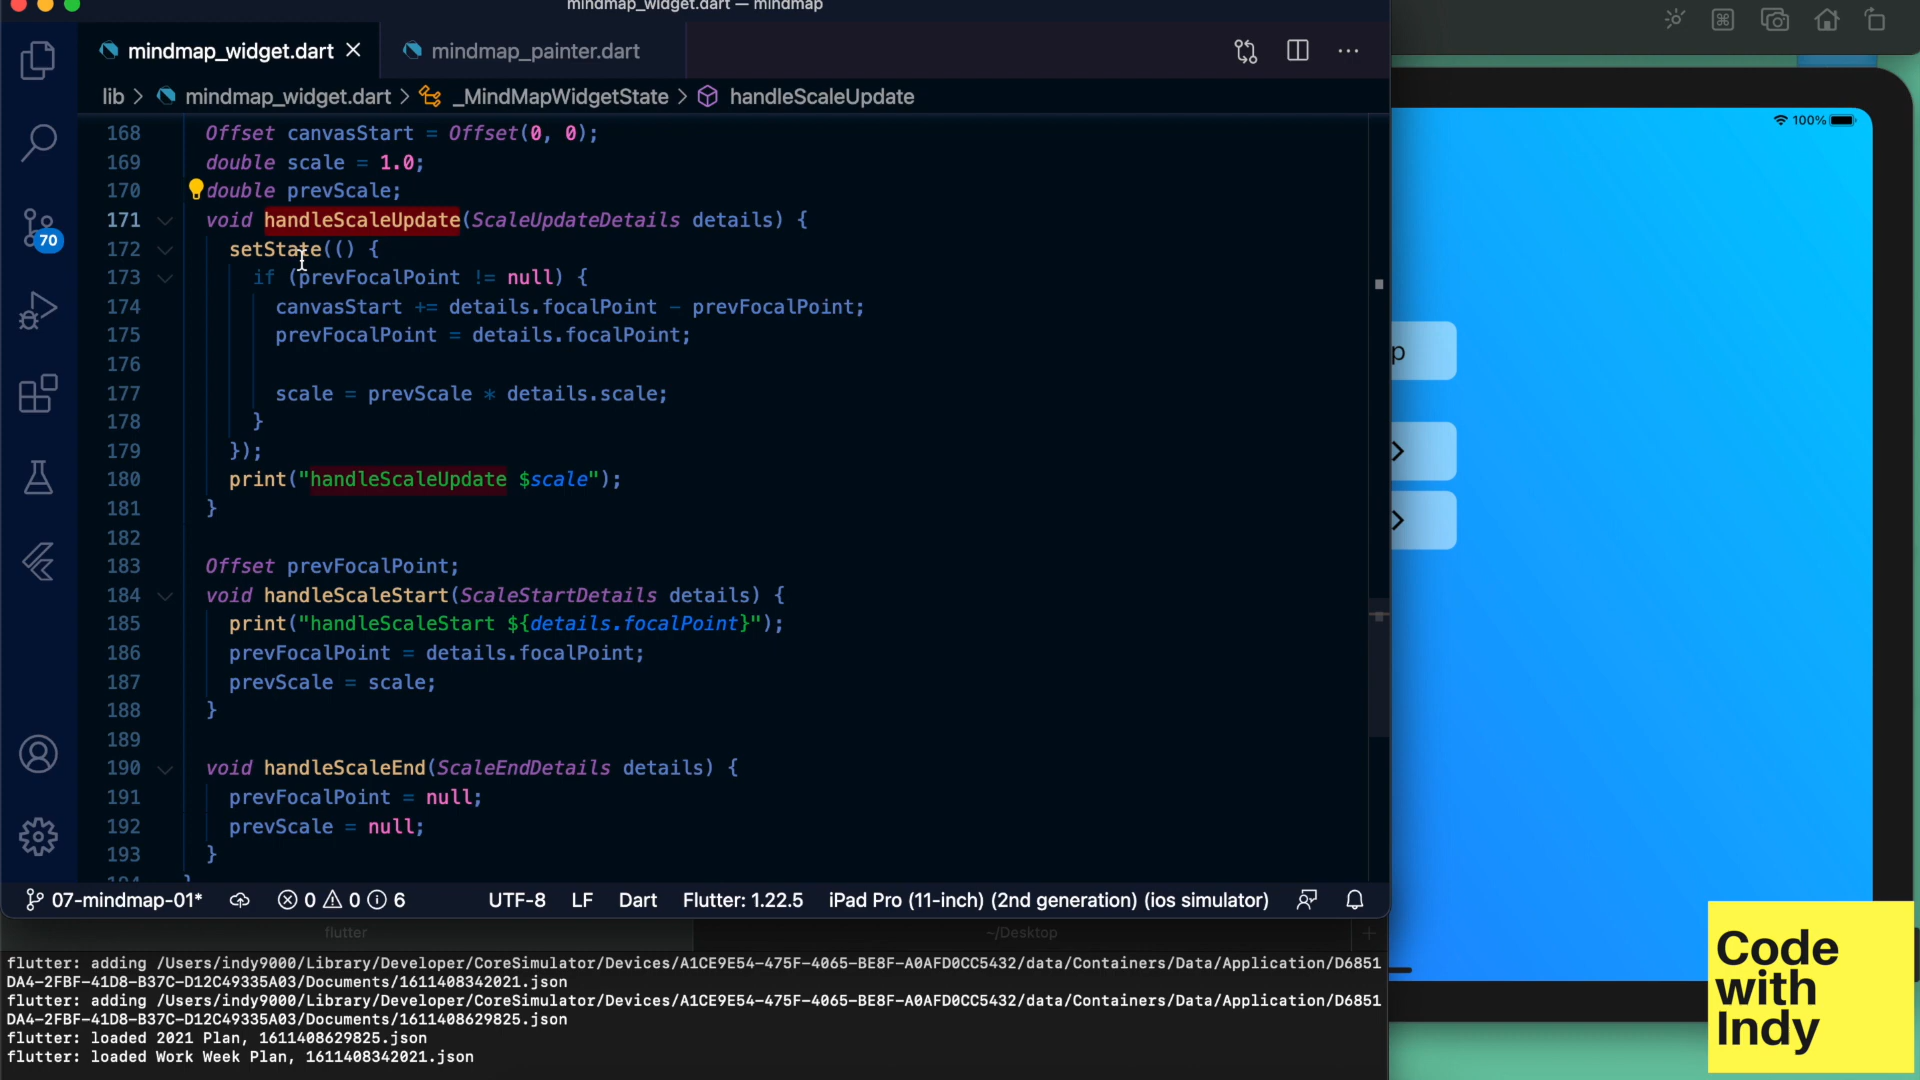 mindmap_widget.dart — mindmap
mindmap_widget.dart
mindmap_painter.dart
lib > mindmap_widget.dart > _MindMapWidgetState > handleScaleUpdate
100%
168 Offset canvasStart = Offset(0, 0);
169 double scale = 1.0;
170 double prevScale;
171 void handleScaleUpdate(ScaleUpdateDetails details) {
172 setState(() {
173 if (prevFocalPoint != null) {
174 canvasStart += details.focalPoint - prevFocalPoint;
175 prevFocalPoint = details.focalPoint;
176
177 scale = prevScale * details.scale;
178 }
179 });
180 print("handleScaleUpdate $scale");
181 }
182
183 Offset prevFocalPoint;
184 void handleScaleStart(ScaleStartDetails details) {
185 print("handleScaleStart ${details.focalPoint}");
186 prevFocalPoint = details.focalPoint;
187 prevScale = scale;
188 }
189
190 void handleScaleEnd(ScaleEndDetails details) {
191 prevFocalPoint = null;
192 prevScale = null;
193 }
194 }
70
p
07-mindmap-01* 0 0 6 UTF-8 LF Dart Flutter: 1.22.5 iPad Pro (11-inch) (2nd generation) (ios simulator)
flutter
~/Desktop
flutter: adding /Users/indy9000/Library/Developer/CoreSimulator/Devices/A1CE9E54-475F-4065-BE8F-A0AFD0CC5432/data/Containers/Data/Application/D6851
DA4-2FBF-41D8-B37C-D12C49335A03/Documents/1611408342021.json
flutter: adding /Users/indy9000/Library/Developer/CoreSimulator/Devices/A1CE9E54-475F-4065-BE8F-A0AFD0CC5432/data/Containers/Data/Application/D6851
DA4-2FBF-41D8-B37C-D12C49335A03/Documents/1611408629825.json
flutter: loaded 2021 Plan, 1611408629825.json
flutter: loaded Work Week Plan, 1611408342021.json
Code
with
Indy